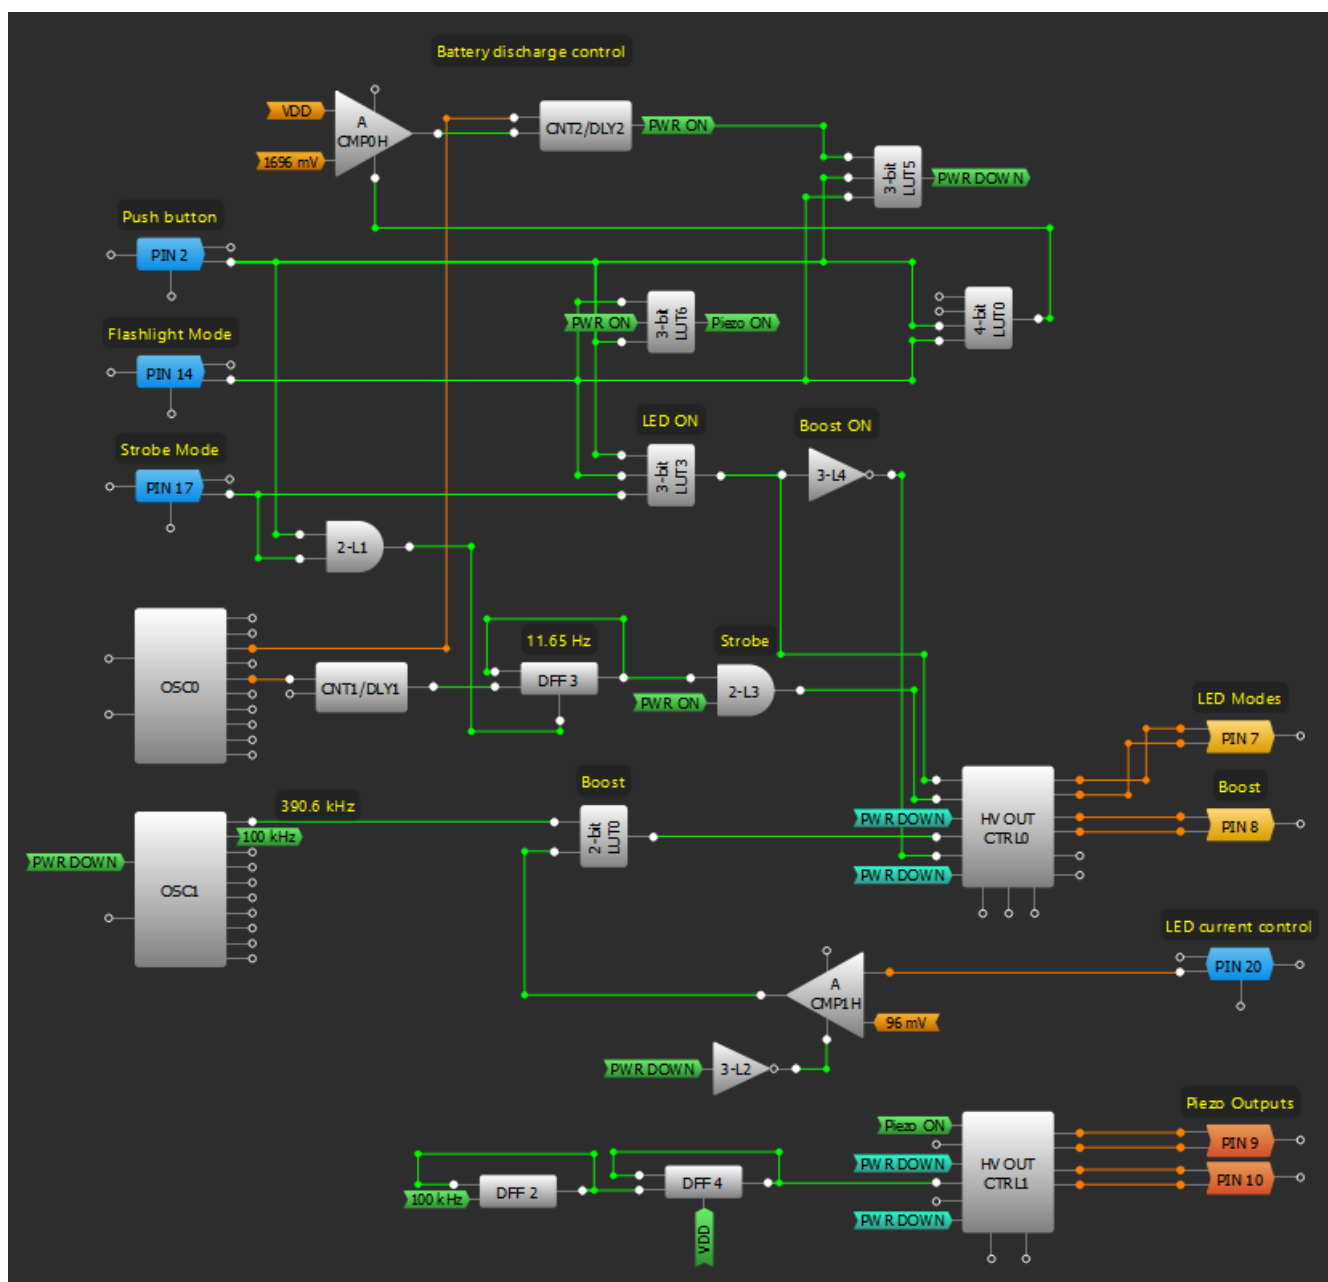 Battery discharge control
VDD
A
CMP0H
1696 mV
CNT2/DLY2
PWR ON
3-bit
LUT5
PWR DOWN
Push button
PIN 2
Flashlight Mode
PIN 14
PWR ON
3-bit
LUT6
Piezo ON
4-bit
LUT0
Strobe Mode
PIN 17
LED ON
3-bit
LUT3
Boost ON
3-L4
2-L1
OSC0
CNT1/DLY1
11.65 Hz
DFF 3
Strobe
PWR ON
2-L3
LED Modes
PIN 7
Boost
PIN 8
390.6 kHz
100 kHz
PWR DOWN
OSC1
Boost
2-bit
LUT0
PWR DOWN
HV OUT
CTRL0
PWR DOWN
LED current control
PIN 20
A
CMP1H
96 mV
PWR DOWN
3-L2
Piezo Outputs
PIN 9
PIN 10
Piezo ON
PWR DOWN
HV OUT
CTRL1
PWR DOWN
100 kHz
DFF 2
DFF 4
VDD